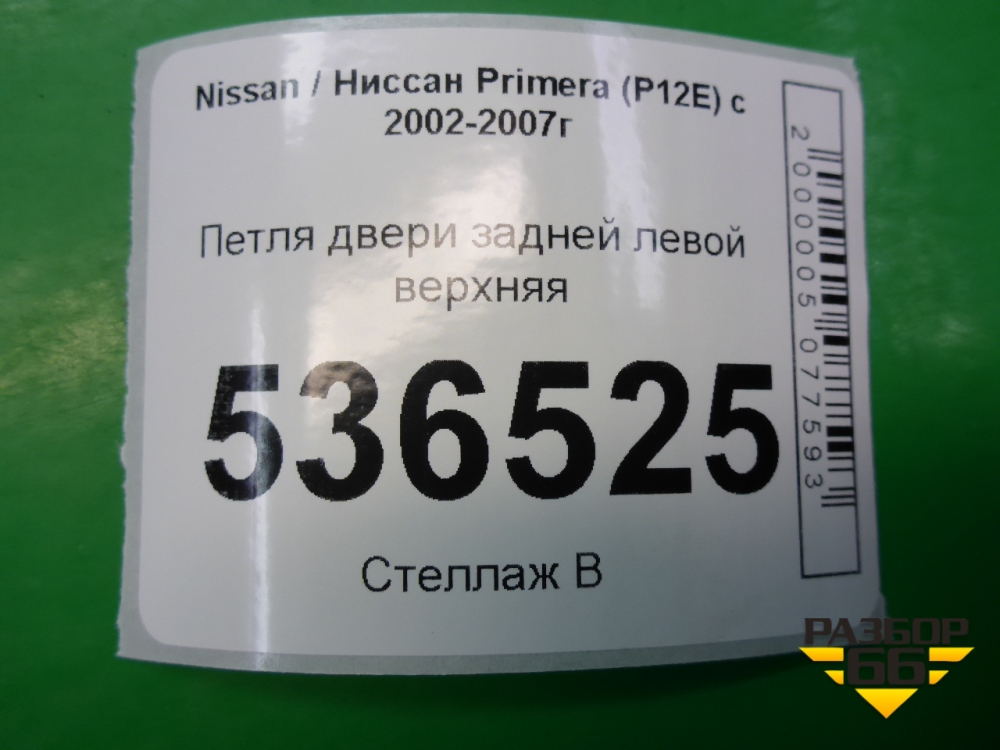 Nissan / Ниссан Primera (P12E) с
2002-2007г
Петля двери задней левой
верхняя
536525
Стеллаж В
2000005077593
РАЗБОР
66